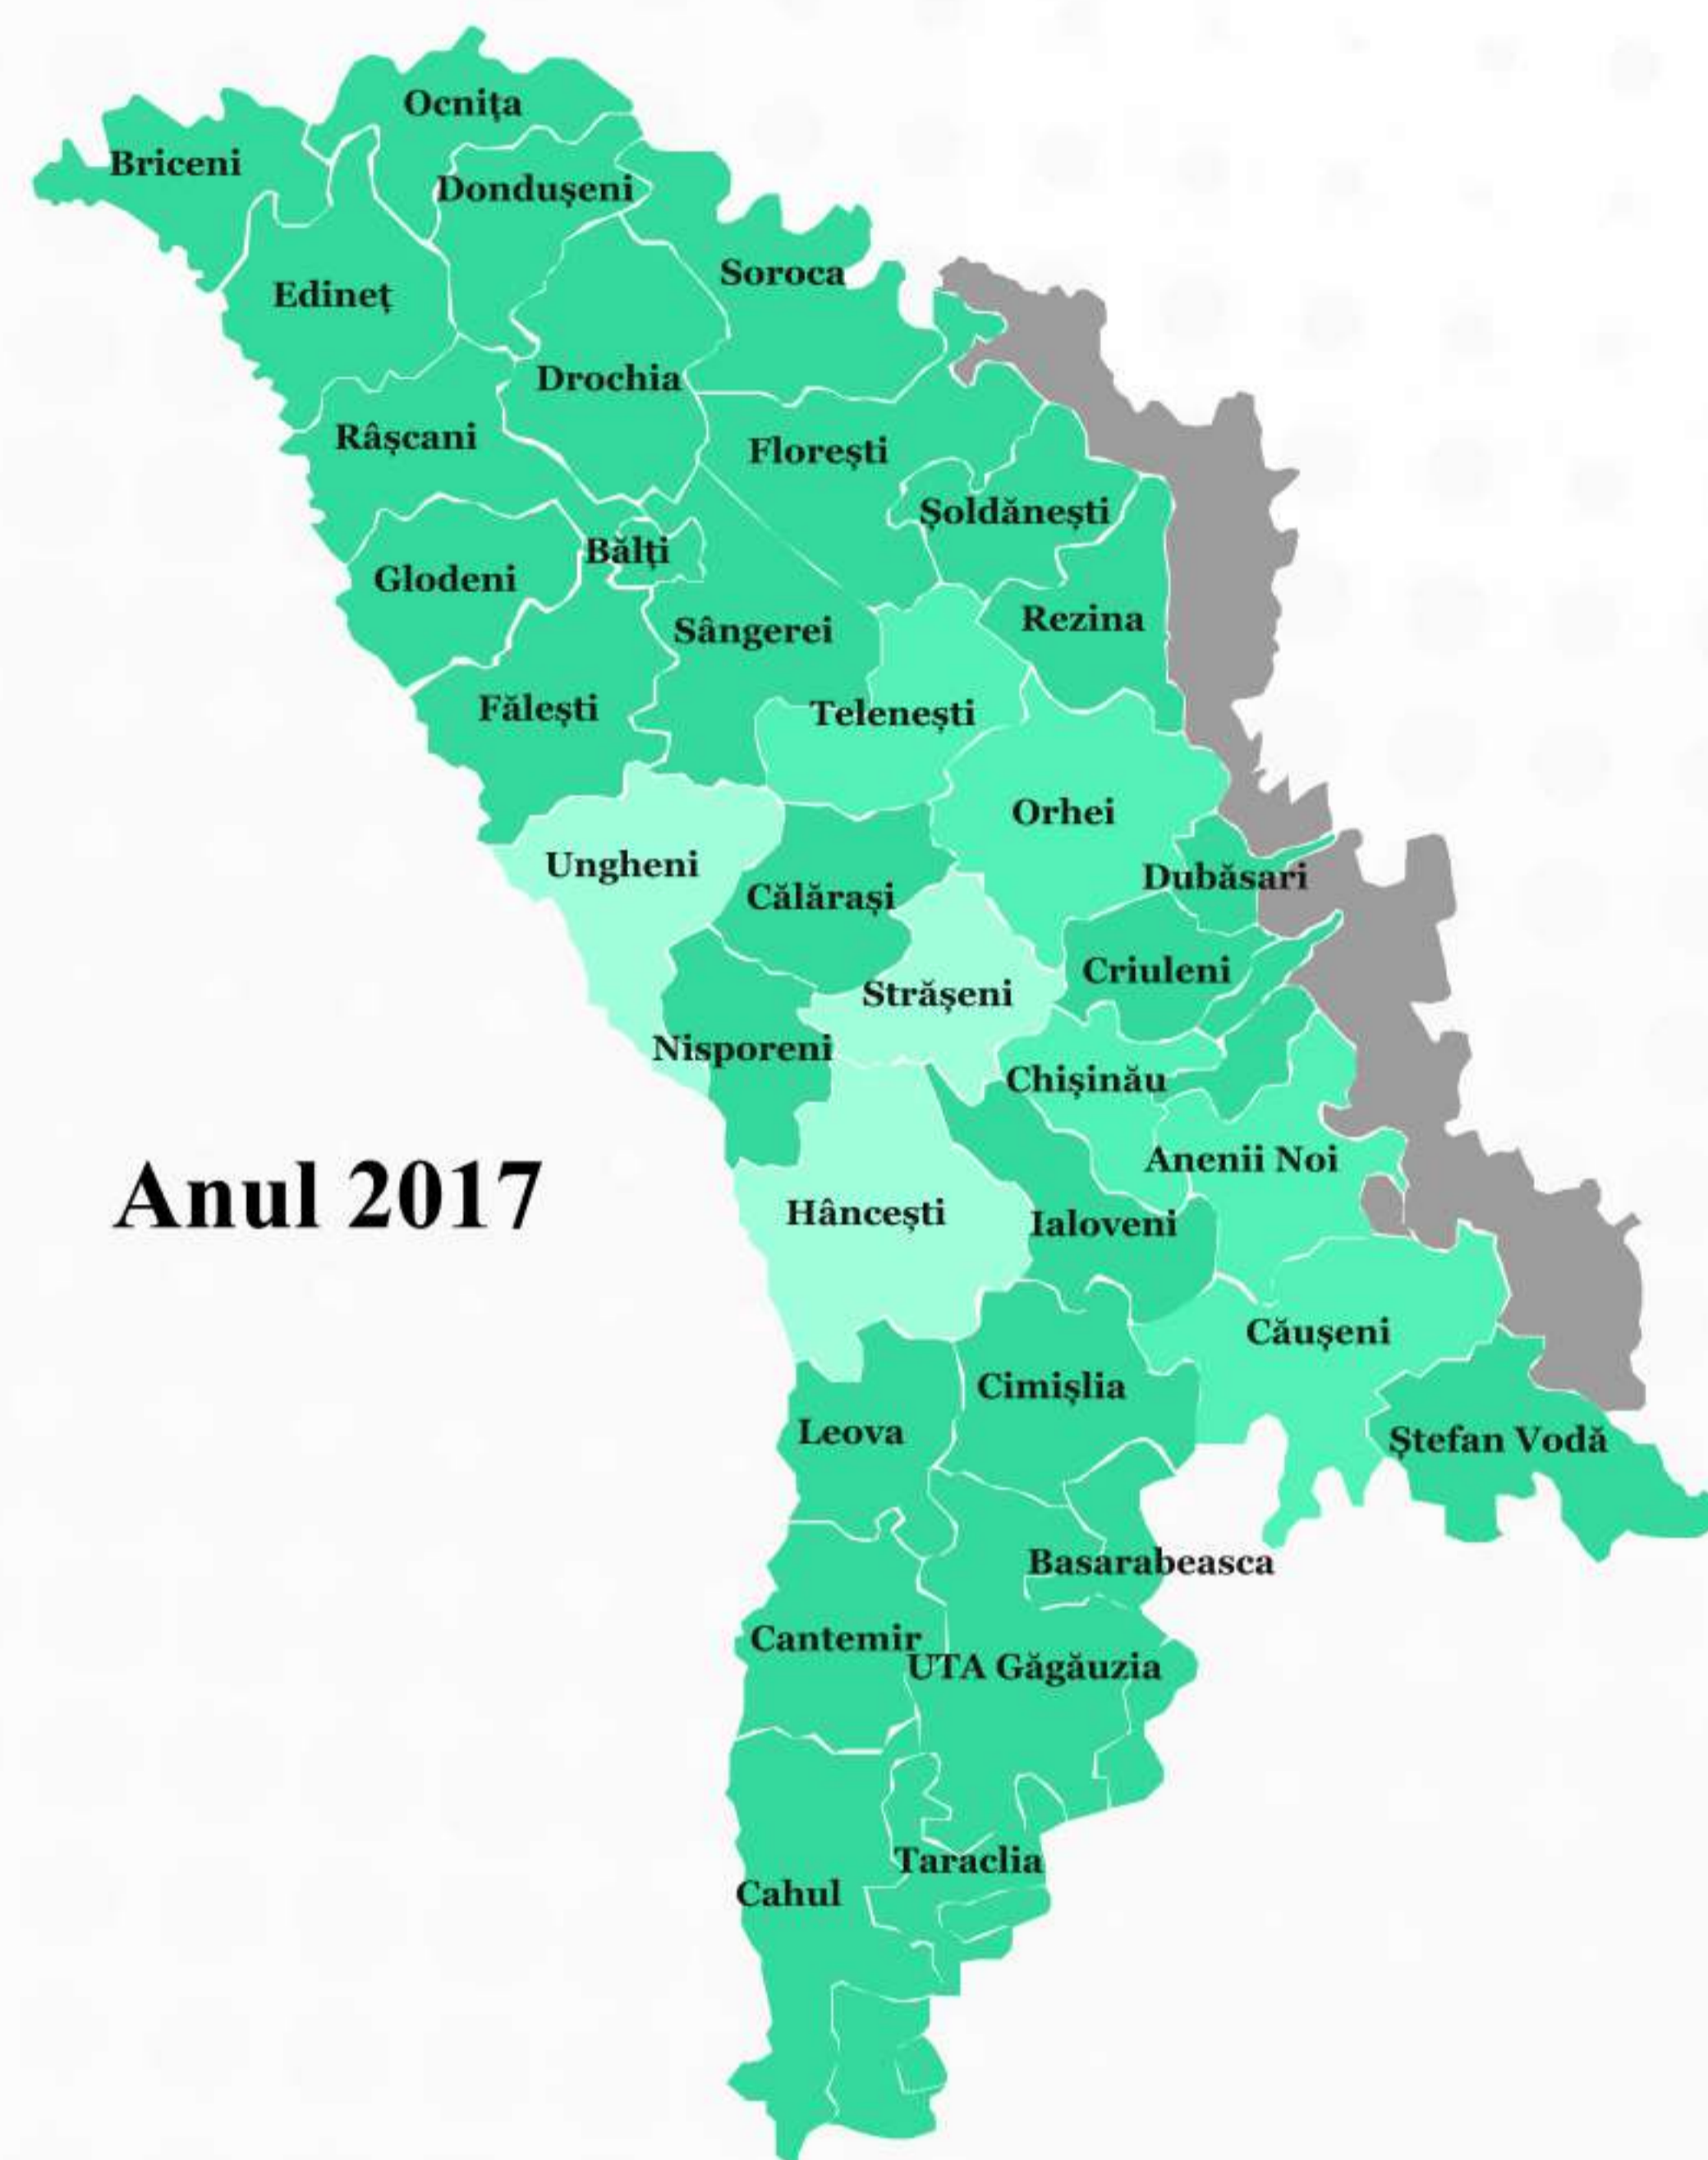 Ocnița
Briceni
Dondușeni
Soroca
Edineț
Drochia
Râșcani
Florești
Șoldănești
Bălți
Glodeni
Rezina
Sângerei
Fălești
Telenești
Orhei
Ungheni
Dubăsari
Călărași
Criuleni
Strășeni
Nisporeni
Chișinău
Anenii Noi
Anul 2017
Hâncești
Ialoveni
Căușeni
Cimișlia
Leova
Ștefan Vodă
Basarabeasca
Cantemir
UTA Găgăuzia
Taraclia
Cahul